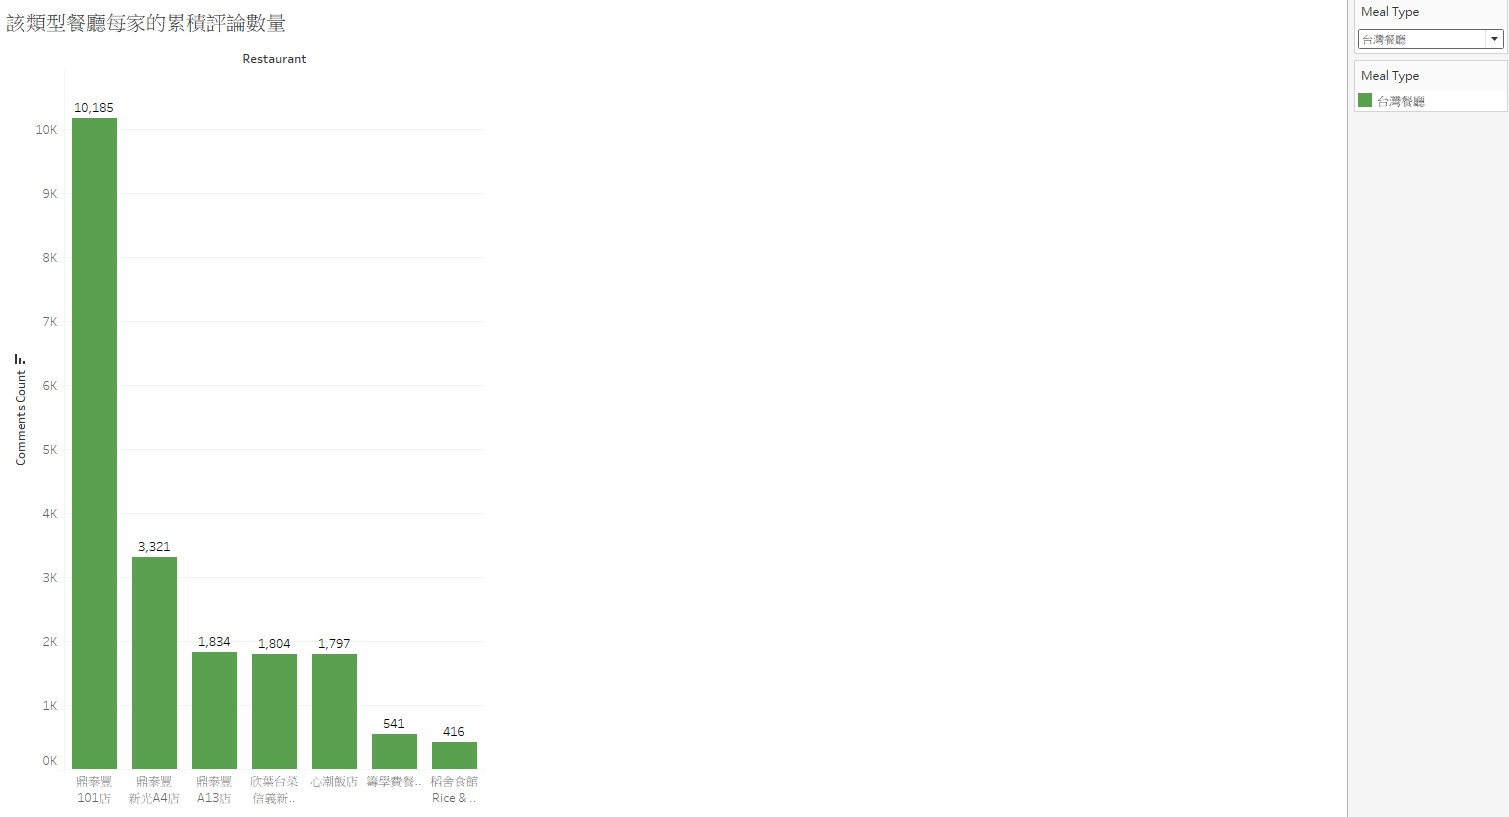 該類型餐廳每家的累積評論數量
Restaurant
Comments Count
10K
9K
8K
7K
6K
5K
4K
3K
2K
1K
0K
10,185
3,321
1,834
1,804
1,797
541
416
鼎泰豐
101店
鼎泰豐
新光A4店
鼎泰豐
A13店
欣葉台菜
信義新..
心潮飯店
籌學費餐..
稻舍食館
Rice & ..
Meal Type
台灣餐廳
Meal Type
台灣餐廳